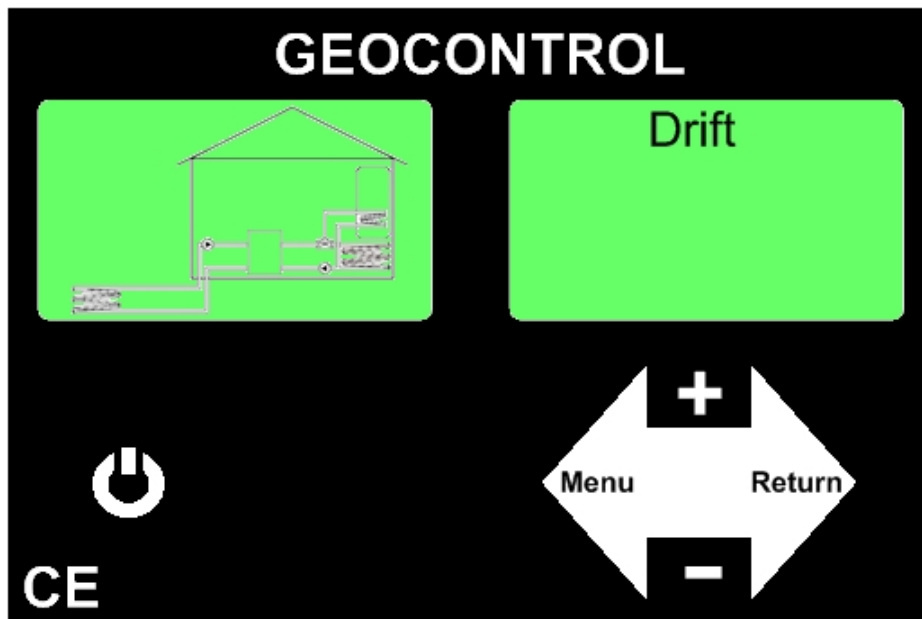 GEOCONTROL
Drift
+
Menu Return
-
CE